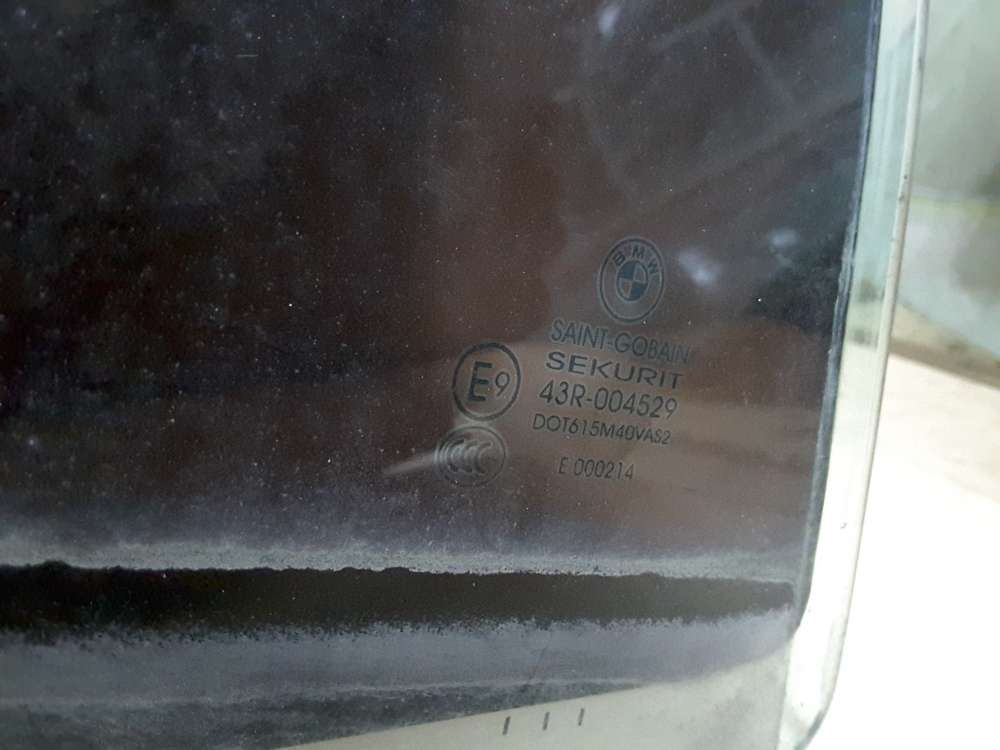 BMW
SAINT-GOBAIN
SEKURIT
E9
43R-004529
DOT615M40VAS2
CCC
E 000214